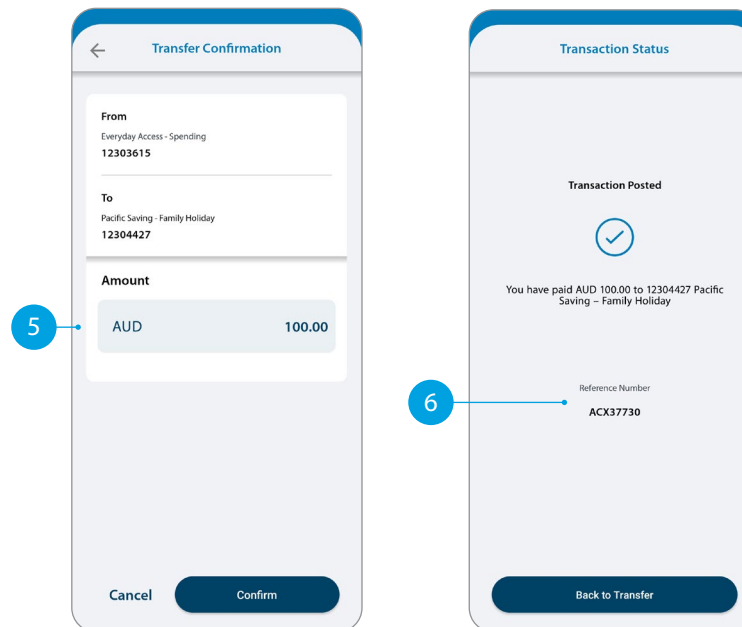 Transfer Confirmation
From
Everyday Access - Spending
12303615
To
Pacific Saving - Family Holiday
12304427
Amount
5
AUD 100.00
Cancel Confirm
Transaction Status
Transaction Posted
You have paid AUD 100.00 to 12304427 Pacific
Saving – Family Holiday
6
Reference Number
ACX37730
Back to Transfer